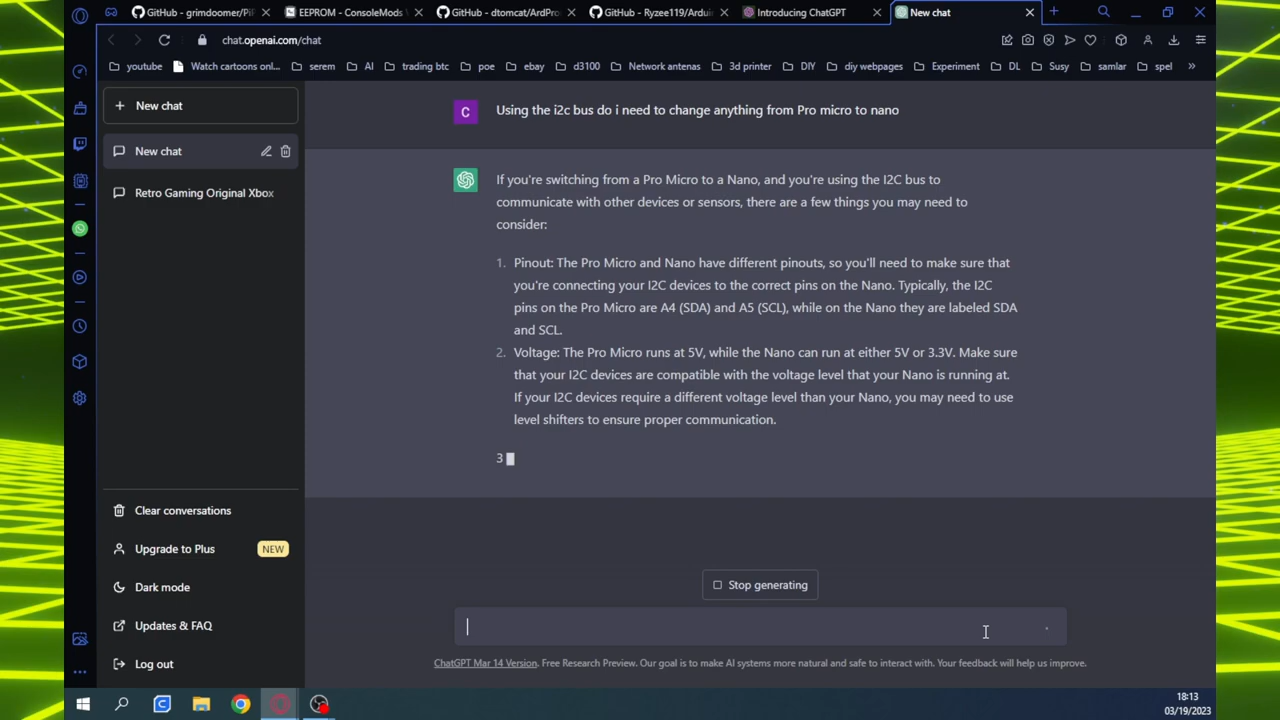 GitHub - grimdoomer/PiP
EEPROM - ConsoleMods
GitHub - dtomcat/ArdPro
GitHub - Ryzee119/Ardui
Introducing ChatGPT
New chat
chat.openai.com/chat
youtube
Watch cartoons onl...
serem
AI
trading btc
poe
ebay
d3100
Network antenas
3d printer
DIY
diy webpages
Experiment
DL
Susy
samlar
spel
»
New chat
New chat
Retro Gaming Original Xbox
Clear conversations
Upgrade to Plus
NEW
Dark mode
Updates & FAQ
Log out
C
Using the i2c bus do i need to change anything from Pro micro to nano
If you're switching from a Pro Micro to a Nano, and you're using the I2C bus to
communicate with other devices or sensors, there are a few things you may need to
consider:
1. Pinout: The Pro Micro and Nano have different pinouts, so you'll need to make sure that
you're connecting your I2C devices to the correct pins on the Nano. Typically, the I2C
pins on the Pro Micro are A4 (SDA) and A5 (SCL), while on the Nano they are labeled SDA
and SCL.
2. Voltage: The Pro Micro runs at 5V, while the Nano can run at either 5V or 3.3V. Make sure
that your I2C devices are compatible with the voltage level that your Nano is running at.
If your I2C devices require a different voltage level than your Nano, you may need to use
level shifters to ensure proper communication.
3
Stop generating
ChatGPT Mar 14 Version. Free Research Preview. Our goal is to make AI systems more natural and safe to interact with. Your feedback will help us improve.
18:13
03/19/2023